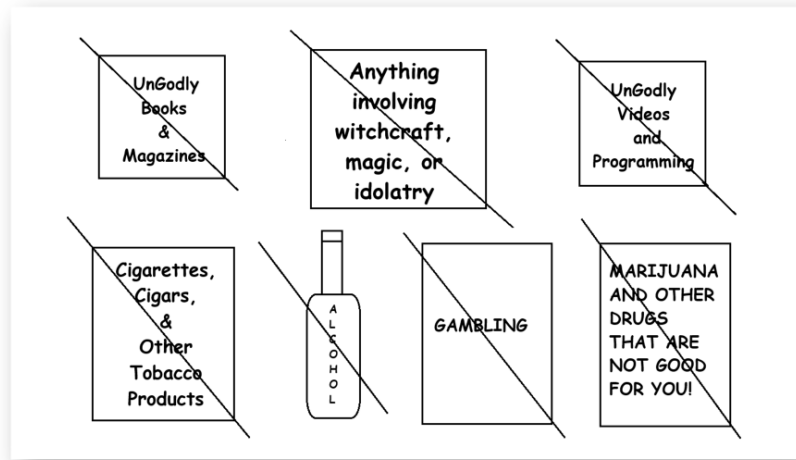 UnGodly
Books
&
Magazines
Anything
involving
witchcraft,
magic, or
idolatry
UnGodly
Videos
and
Programming
Cigarettes,
Cigars,
&
Other
Tobacco
Products
ALCOHOL
GAMBLING
MARIJUANA
AND OTHER
DRUGS
THAT ARE
NOT GOOD
FOR YOU!